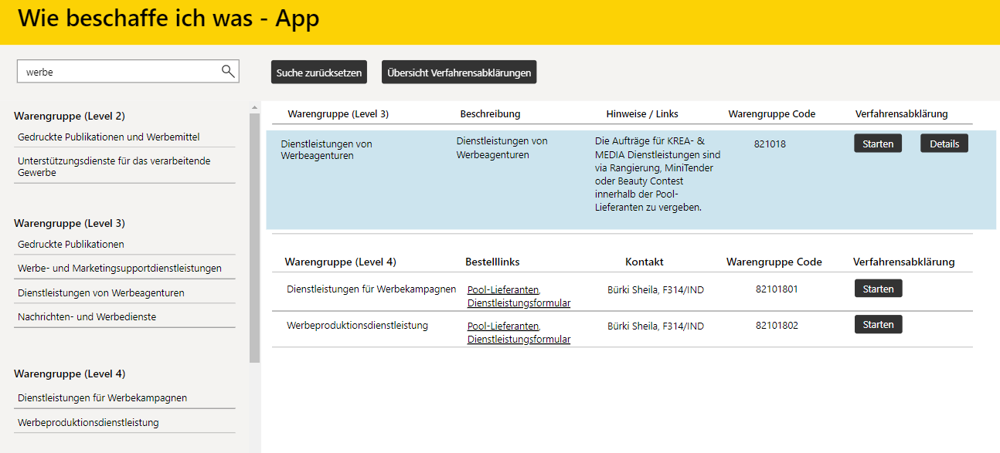 Wie beschaffe ich was - App
werbe
Suche zurücksetzen
Übersicht Verfahrensabklärungen
Warengruppe (Level 2)
Gedruckte Publikationen und Werbemittel
Unterstützungsdienste für das verarbeitende
Gewerbe
Warengruppe (Level 3)
Gedruckte Publikationen
Werbe- und Marketingsupportdienstleistungen
Dienstleistungen von Werbeagenturen
Nachrichten- und Werbedienste
Warengruppe (Level 4)
Dienstleistungen für Werbekampagnen
Werbeproduktionsdienstleistung
Warengruppe (Level 3) Beschreibung Hinweise / Links Warengruppe Code Verfahrensabklärung
Dienstleistungen von
Werbeagenturen
Dienstleistungen von
Werbeagenturen
Die Aufträge für KREA- &
MEDIA Dienstleistungen sind
via Rangierung, MiniTender
oder Beauty Contest
innerhalb der Pool-
Lieferanten zu vergeben.
821018
Starten
Details
Warengruppe (Level 4) Bestelllinks Kontakt Warengruppe Code Verfahrensabklärung
Dienstleistungen für Werbekampagnen
Pool-Lieferanten,
Dienstleistungsformular
Bürki Sheila, F314/IND
82101801
Starten
Werbeproduktionsdienstleistung
Pool-Lieferanten,
Dienstleistungsformular
Bürki Sheila, F314/IND
82101802
Starten